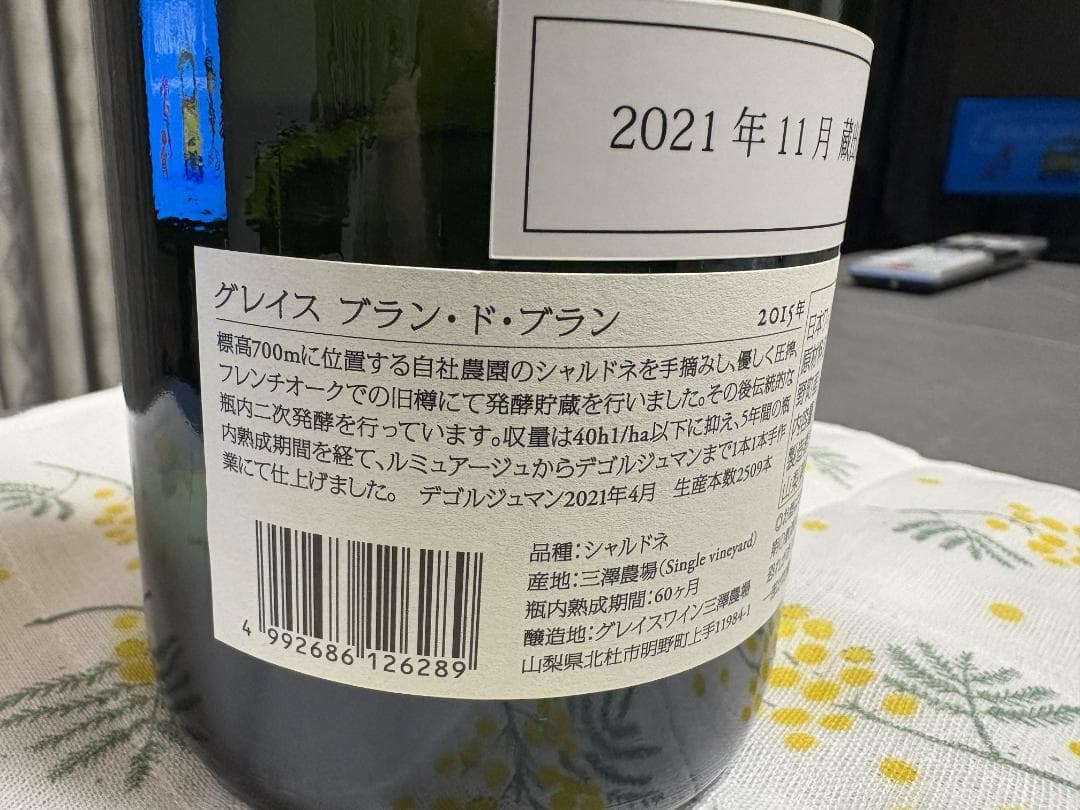 2021年11月 蔵出
グレイス ブラン・ド・ブラン 2015年
標高700mに位置する自社農園のシャルドネを手摘みし、優しく圧搾、
フレンチオークでの旧樽にて発酵貯蔵を行いました。その後伝統的な
瓶内二次発酵を行っています。収量は40hl/ha以下に抑え、5年間の瓶
内熟成期間を経て、ルミュアージュからデゴルジュマンまで1本1本手作
業にて仕上げました。 デゴルジュマン2021年4月 生産本数2509本
品種：シャルドネ
産地：三澤農場(Single vineyard)
瓶内熟成期間：60ヶ月
醸造地：グレイスワイン三澤農場
山梨県北杜市明野町上手11984-1
4 992686 126289
日本ワ
原材料